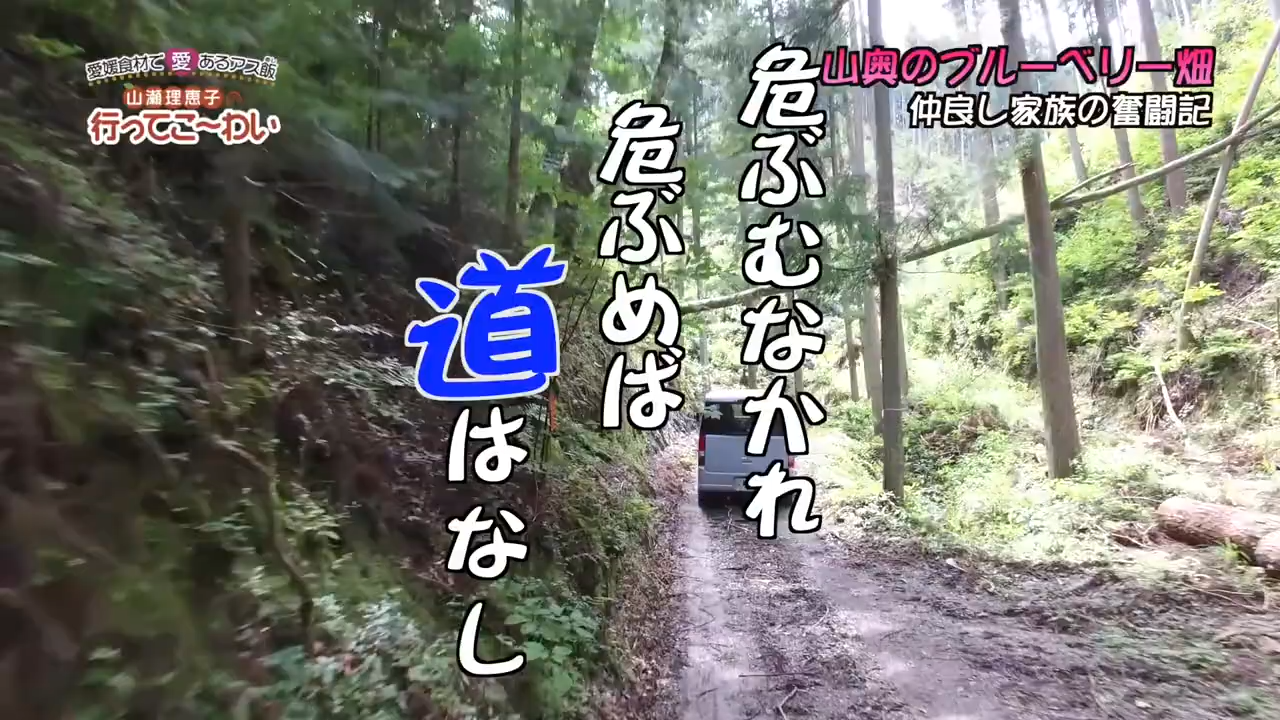 愛媛食材で愛あるアス飯
山瀬理恵子の
行ってこ～わい
山奥のブルーベリー畑
仲良し家族の奮闘記
危ぶむなかれ
危ぶめば
道はなし